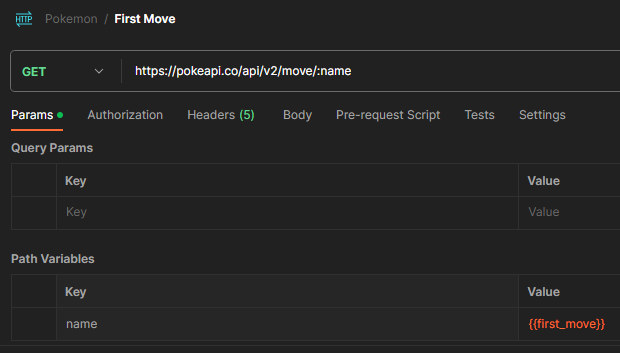 HTTP Pokemon / First Move
GET https://pokeapi.co/api/v2/move/:name
Params Authorization Headers (5) Body Pre-request Script Tests Settings
Query Params
Key Value
Key Value
Path Variables
Key Value
name {{first_move}}